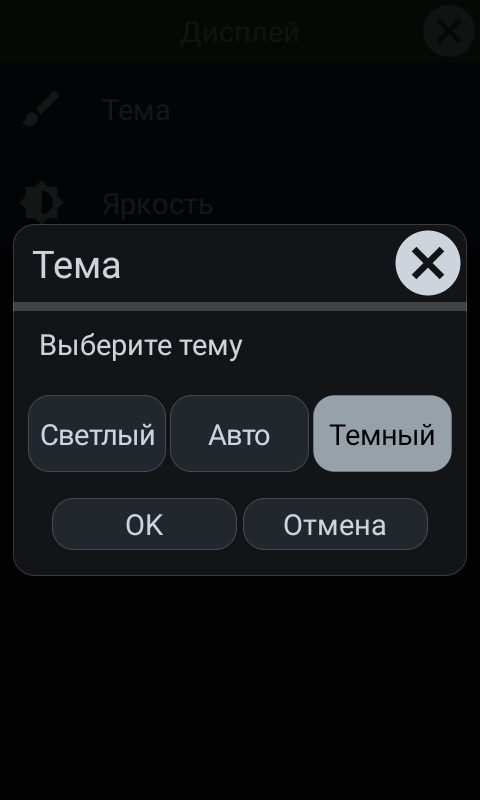 Дисплей
Тема
Яркость
Тема
Выберите тему
Светлый Авто Темный
OK Отмена